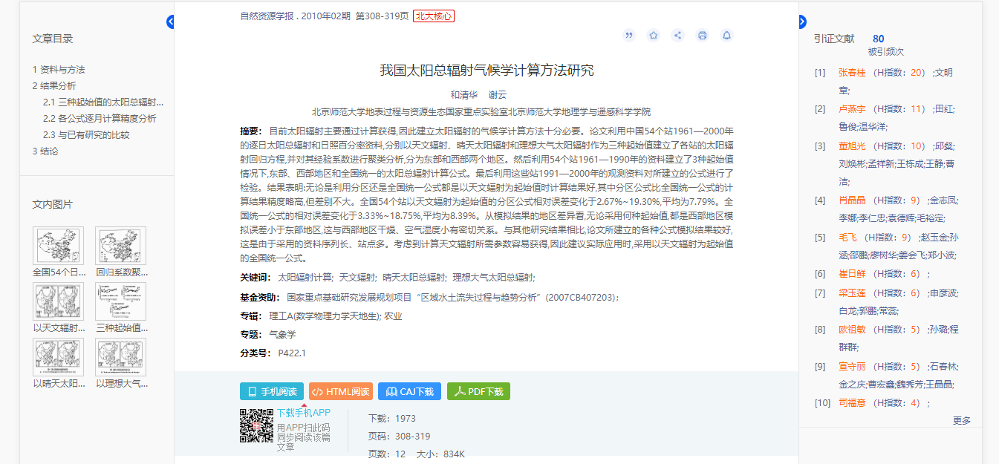 文章目录
1 资料与方法
2 结果分析
2.1 三种起始值的太阳总辐射...
2.2 各公式逐月计算精度分析
2.3 与已有研究的比较
3 结论
文内图片
全国54个日... 回归系数聚...
以天文辐射... 三种起始值...
以晴天太阳... 以理想大气...
自然资源学报 . 2010年02期 第308-319页 北大核心
我国太阳总辐射气候学计算方法研究
和清华 谢云
北京师范大学地表过程与资源生态国家重点实验室北京师范大学地理学与遥感科学学院
摘要： 目前太阳辐射主要通过计算获得,因此建立太阳辐射的气候学计算方法十分必要。论文利用中国54个站1961—2000年
的逐日太阳总辐射和日照百分率资料,分别以天文辐射、晴天太阳辐射和理想大气太阳辐射作为三种起始值建立了各站的太阳辐
射回归方程,并对其经验系数进行聚类分析,分为东部和西部两个地区。然后利用54个站1961—1990年的资料建立了3种起始值
情况下,东部、西部地区和全国统一的太阳总辐射计算公式。最后利用这些站1991—2000年的观测资料对所建立的公式进行了
检验。结果表明:无论是利用分区还是全国统一公式都是以天文辐射为起始值时计算结果好,其中分区公式比全国统一公式的计
算结果精度略高,但差别不大。全国54个站以天文辐射为起始值的分区公式相对误差变化于2.67%~19.30%,平均为7.79%。全
国统一公式的相对误差变化于3.33%~18.75%,平均为8.39%。从模拟结果的地区差异看,无论采用何种起始值,都是西部地区模
拟误差小于东部地区,这与西部地区干燥、空气湿度小有密切关系。与其他研究结果相比,论文所建立的各种公式模拟结果较好,
这是由于采用的资料序列长、站点多。考虑到计算天文辐射所需参数容易获得,因此建议实际应用时,采用以天文辐射为起始值
的全国统一公式。
关键词： 太阳辐射计算; 天文辐射; 晴天太阳总辐射; 理想大气太阳总辐射;
基金资助： 国家重点基础研究发展规划项目“区域水土流失过程与趋势分析”(2007CB407203);
专辑： 理工A(数学物理力学天地生); 农业
专题： 气象学
分类号： P422.1
手机阅读 HTML阅读 CAJ下载 PDF下载
下载手机APP
用APP扫此码
同步阅读该篇
文章
下载：1973
页码：308-319
页数：12 大小：834K
引证文献 80
被引频次
[1] 张春桂 （H指数：20） ;文明
章;
[2] 卢燕宇 （H指数：11） ;田红;
鲁俊;温华洋;
[3] 董旭光 （H指数：10） ;邱粲;
刘焕彬;孟祥新;王栋成;王静;曹
洁;
[4] 肖晶晶 （H指数：9） ;金志凤;
李娜;李仁忠;袁德辉;毛裕定;
[5] 毛飞 （H指数：9） ;赵玉金;孙
涵;邵鹏;廖树华;姜会飞;郑小波;
[6] 崔日鲜 （H指数：6） ;
[7] 梁玉莲 （H指数：6） ;申彦波;
白龙;郭鹏;常蕊;
[8] 欧祖敏 （H指数：5） ;孙璐;程
群群;
[9] 宣守丽 （H指数：5） ;石春林;
金之庆;曹宏鑫;魏秀芳;王晶晶;
[10] 司福意 （H指数：4） ;
更多